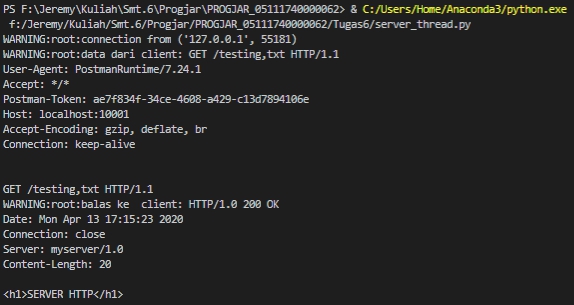 PS F:\Jeremy\Kuliah\Smt.6\Progjar\PROGJAR_05111740000062> & C:/Users/Home/Anaconda3/python.exe
f:/Jeremy/Kuliah/Smt.6/Progjar/PROGJAR_05111740000062/Tugas6/server_thread.py
WARNING:root:connection from ('127.0.0.1', 55181)
WARNING:root:data dari client: GET /testing,txt HTTP/1.1
User-Agent: PostmanRuntime/7.24.1
Accept: */*
Postman-Token: ae7f834f-34ce-4608-a429-c13d7894106e
Host: localhost:10001
Accept-Encoding: gzip, deflate, br
Connection: keep-alive
GET /testing,txt HTTP/1.1
WARNING:root:balas ke  client: HTTP/1.0 200 OK
Date: Mon Apr 13 17:15:23 2020
Connection: close
Server: myserver/1.0
Content-Length: 20
<h1>SERVER HTTP</h1>